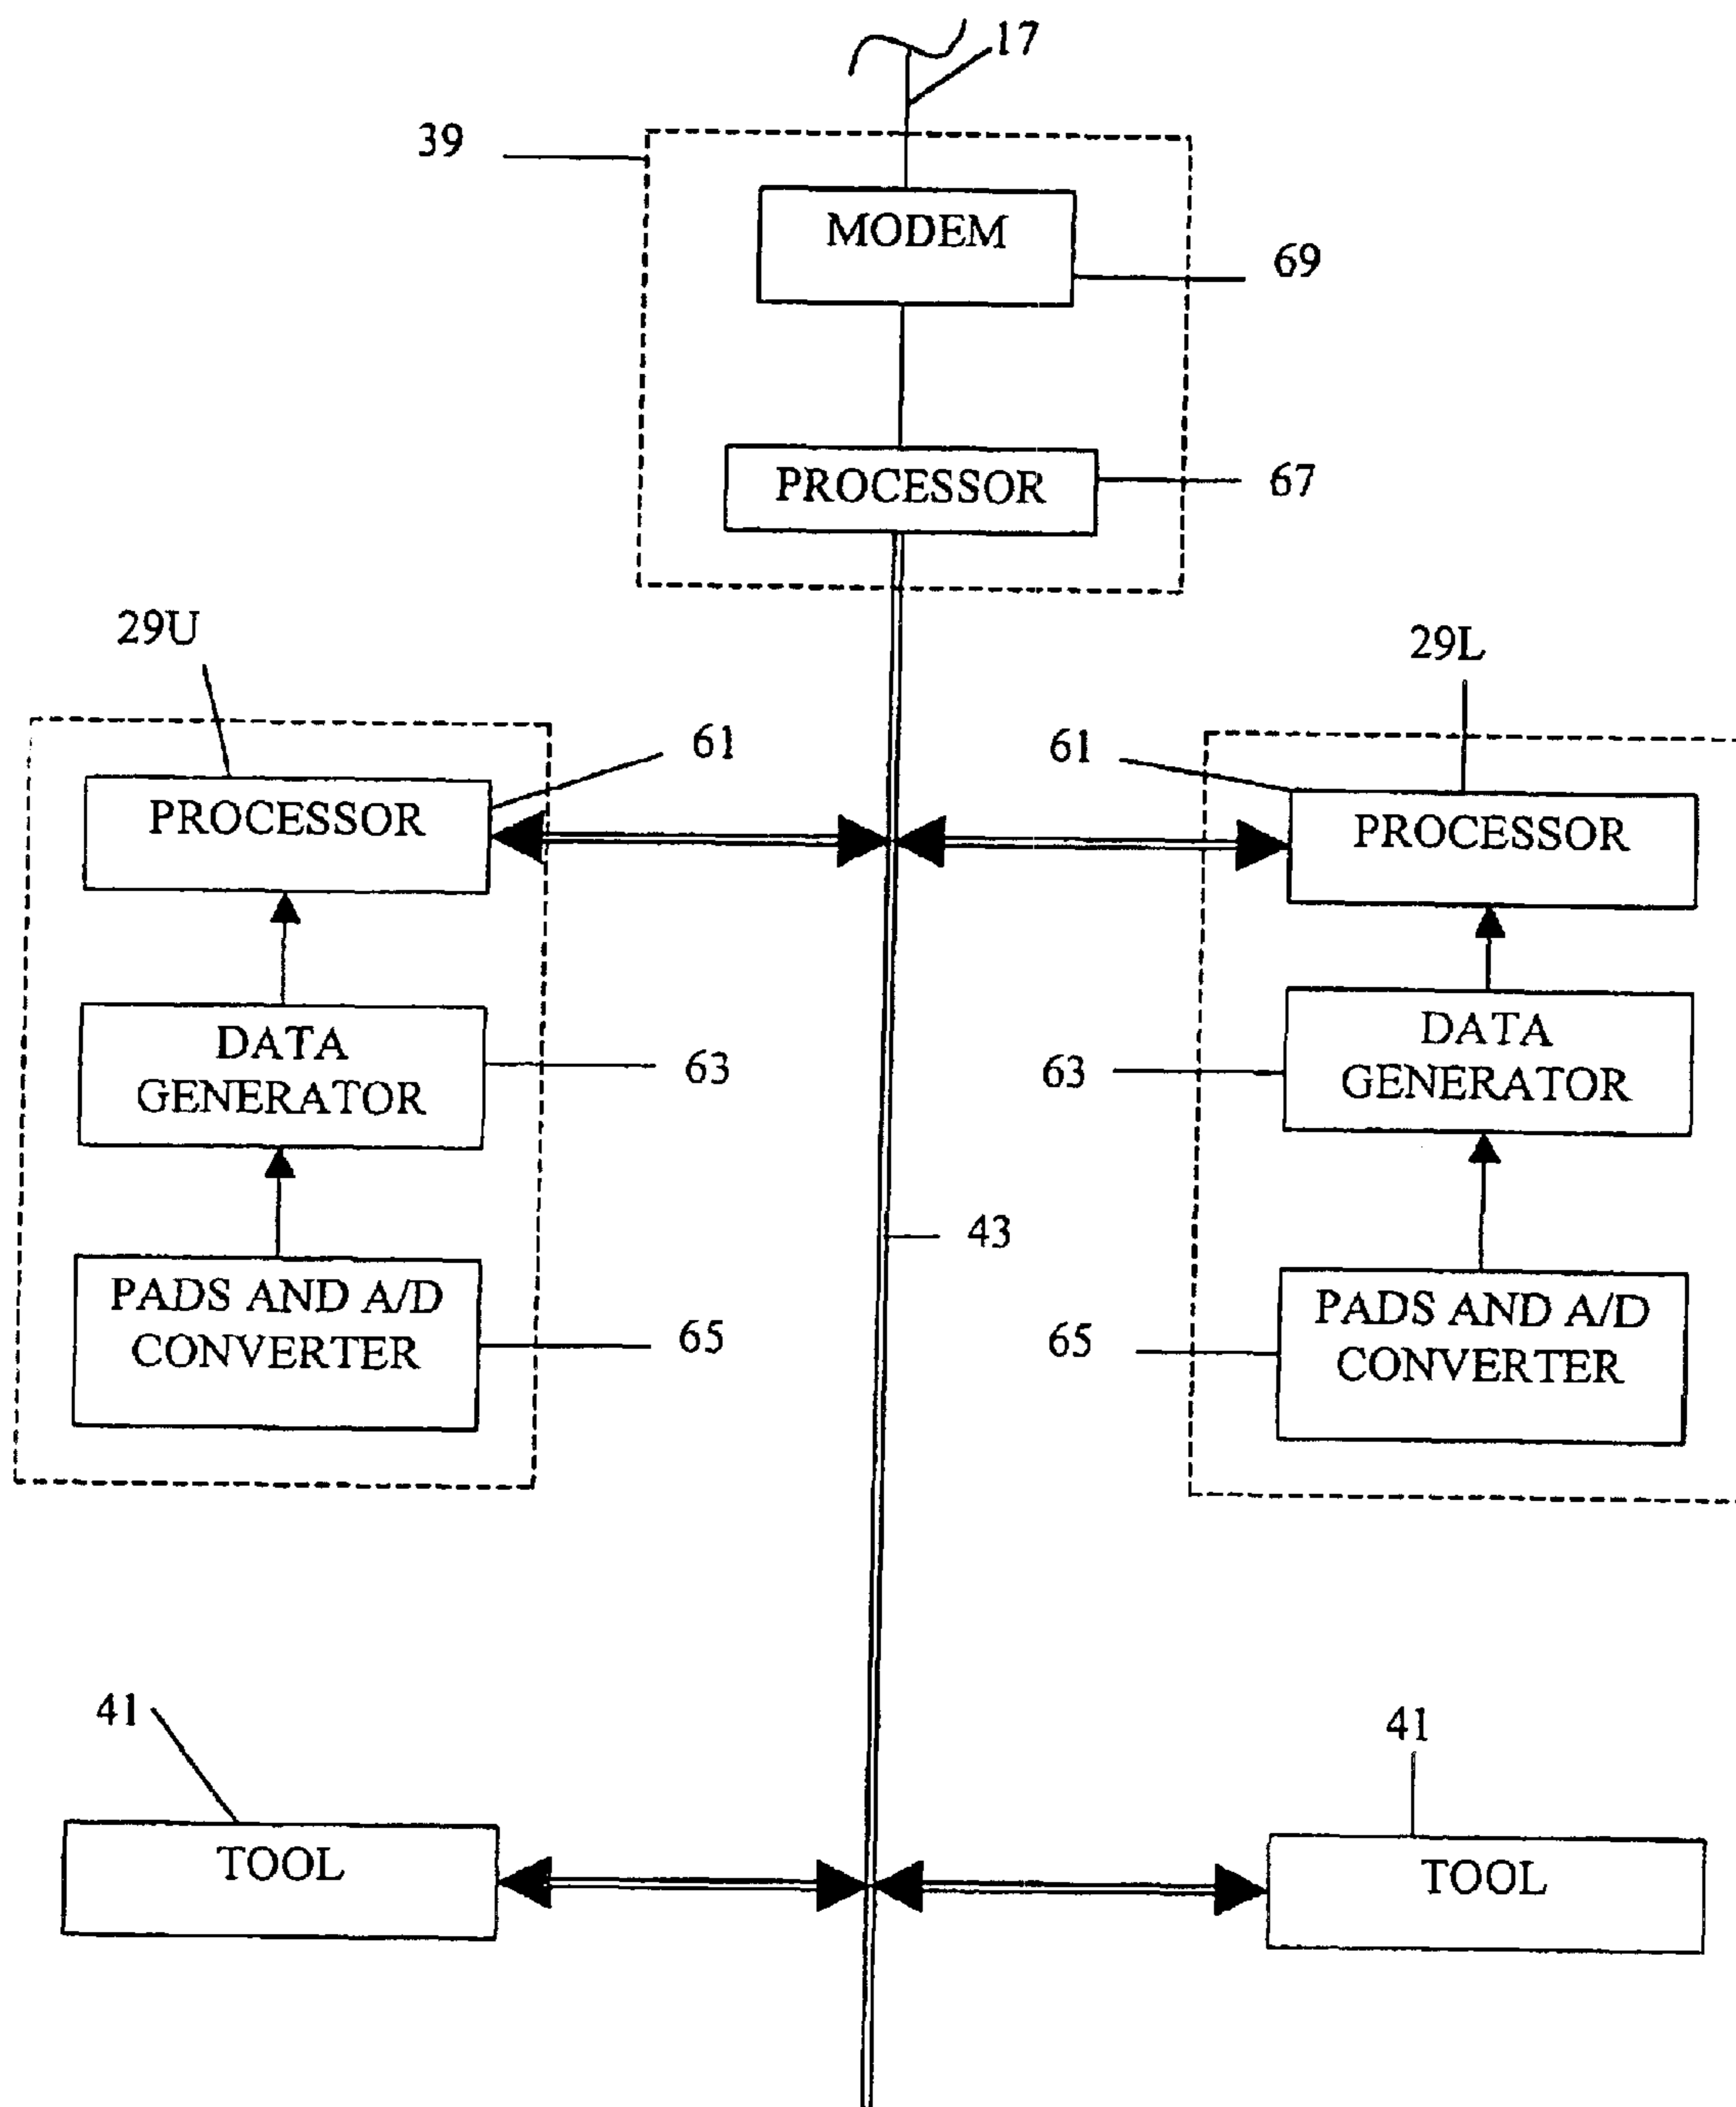 17
39
MODEM
69
PROCESSOR
67
29U
29L
61
61
PROCESSOR
PROCESSOR
DATA
GENERATOR
63
63
DATA
GENERATOR
43
PADS AND A/D
CONVERTER
65
65
PADS AND A/D
CONVERTER
41
41
TOOL
TOOL